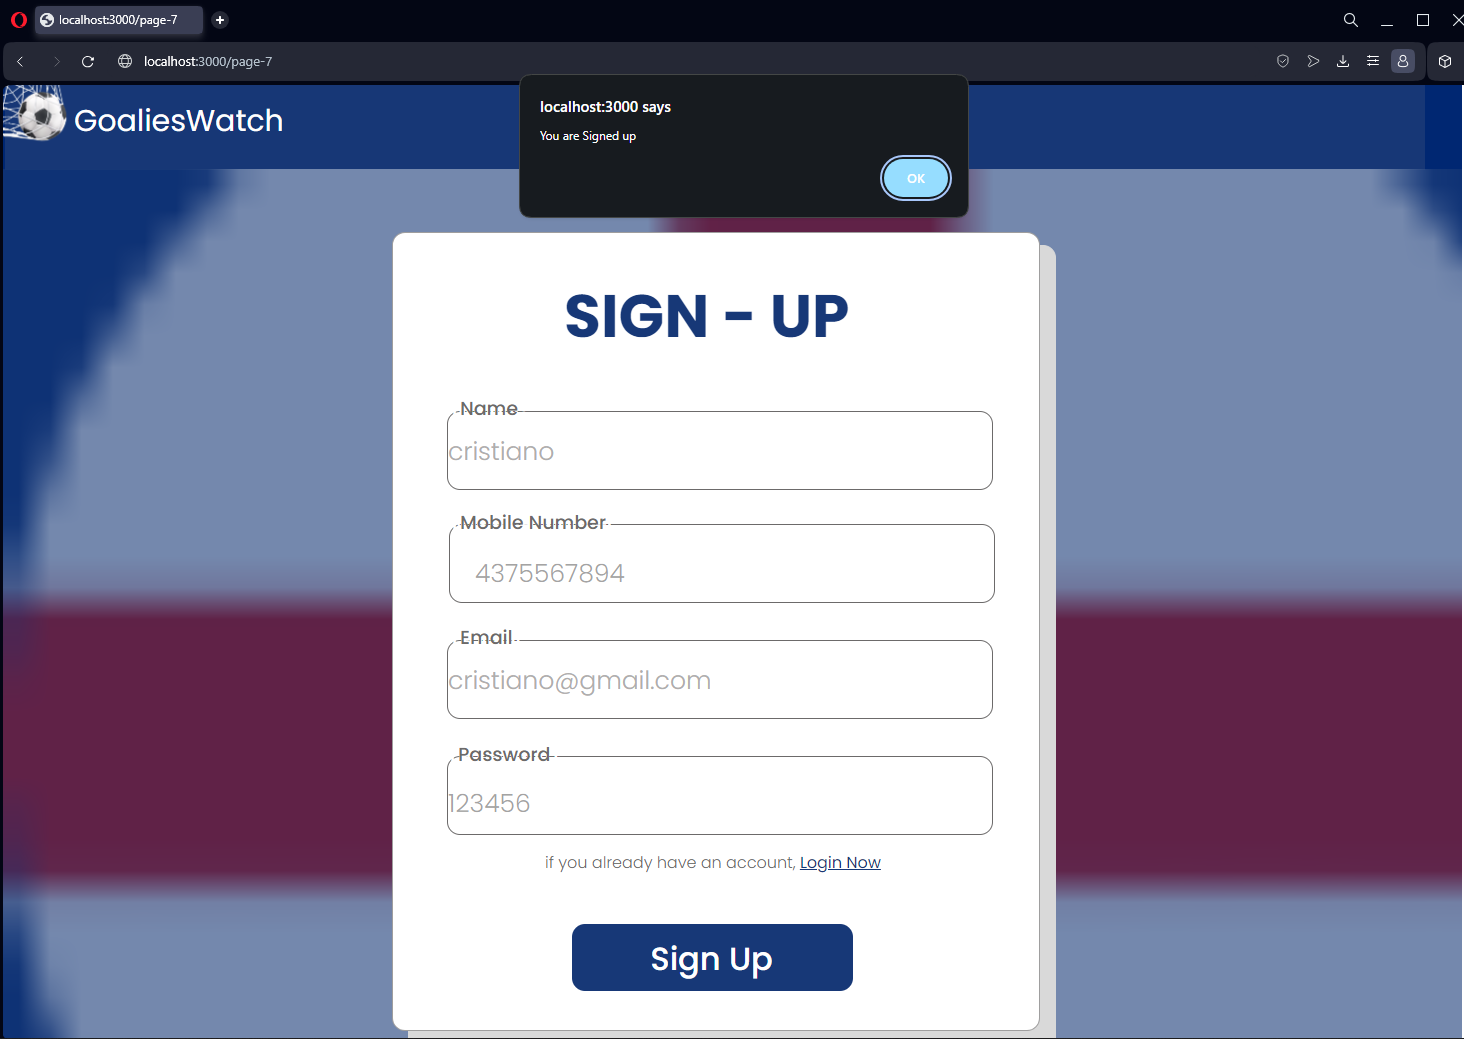 localhost:3000/page-7
localhost:3000/page-7
GoaliesWatch
localhost:3000 says
You are Signed up
OK
SIGN - UP
Name
cristiano
Mobile Number
4375567894
Email
cristiano@gmail.com
Password
123456
if you already have an account, Login Now
Sign Up